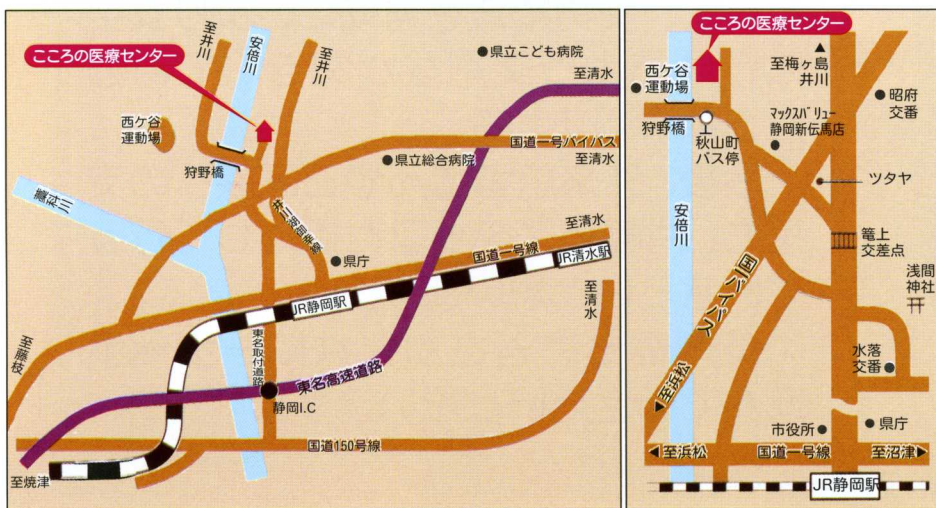 こころの医療センター
至井川
安倍川
至井川
県立こども病院
至清水
西ケ谷
運動場
狩野橋
国道一号バイパス
至清水
県立総合病院
藁科川
井川湖御幸線
県庁
至清水
国道一号線
JR清水駅
JR静岡駅
至清水
至藤枝
東名取付道路
東名高速道路
静岡I.C
国道150号線
至焼津
こころの医療センター
至梅ヶ島
井川
西ケ谷
運動場
昭府
交番
狩野橋
秋山町
バス停
マックスバリュー
静岡新伝馬店
ツタヤ
安倍川
籠上
交差点
国一バイパス
浅間
神社
水落
交番
至浜松
市役所
県庁
至浜松
国道一号線
至沼津
JR静岡駅